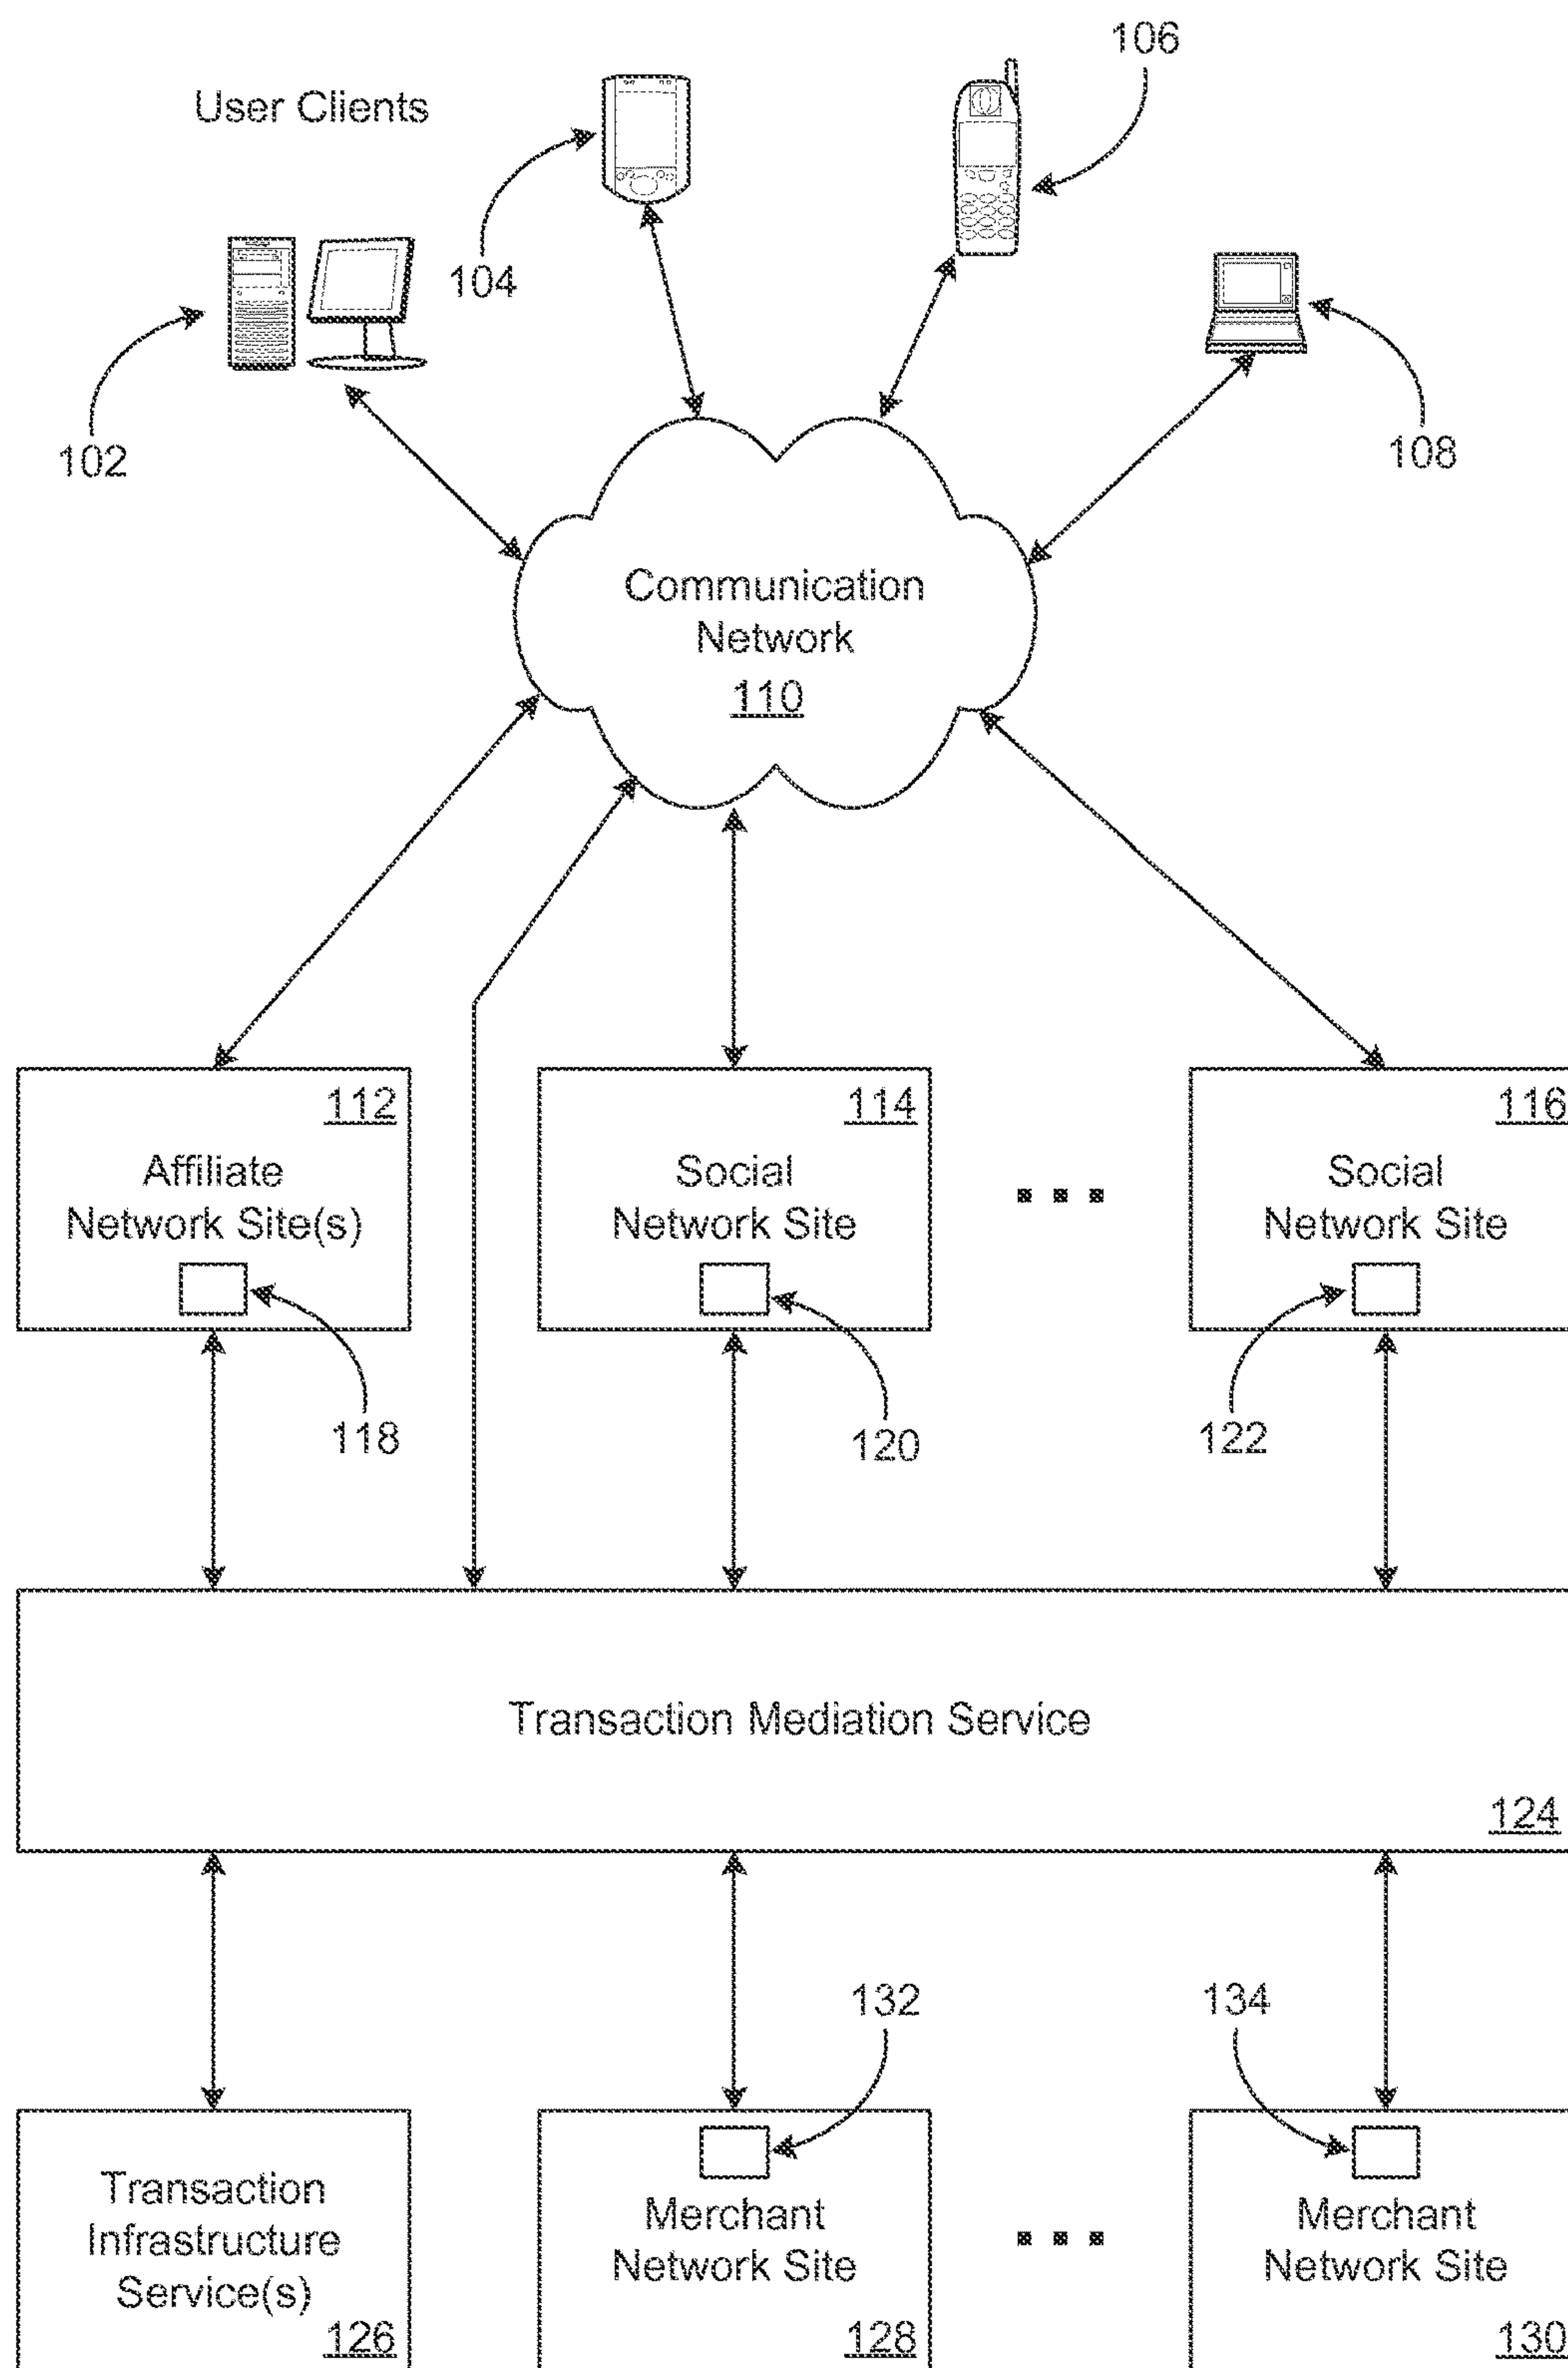 106
User Clients
104
102
108
Communication
Network
110
112
Affiliate
Network Site(s)
114
Social
Network Site
116
Social
Network Site
118
120
122
Transaction Mediation Service
124
132
134
Transaction
Infrastructure
Service(s)
126
Merchant
Network Site
128
Merchant
Network Site
130